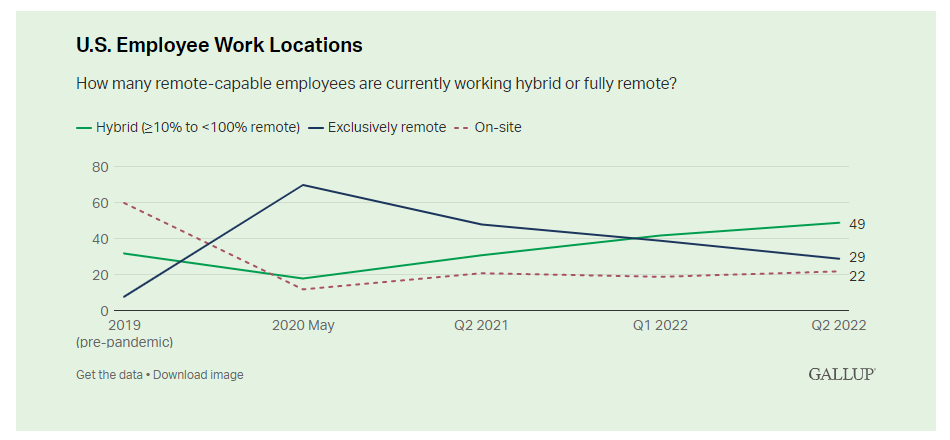 U.S. Employee Work Locations
How many remote-capable employees are currently working hybrid or fully remote?
Hybrid (≥10% to <100% remote) Exclusively remote On-site
80
60
40
20
0
49
29
22
2019 2020 May Q2 2021 Q1 2022 Q2 2022
(pre-pandemic)
Get the data • Download image GALLUP®